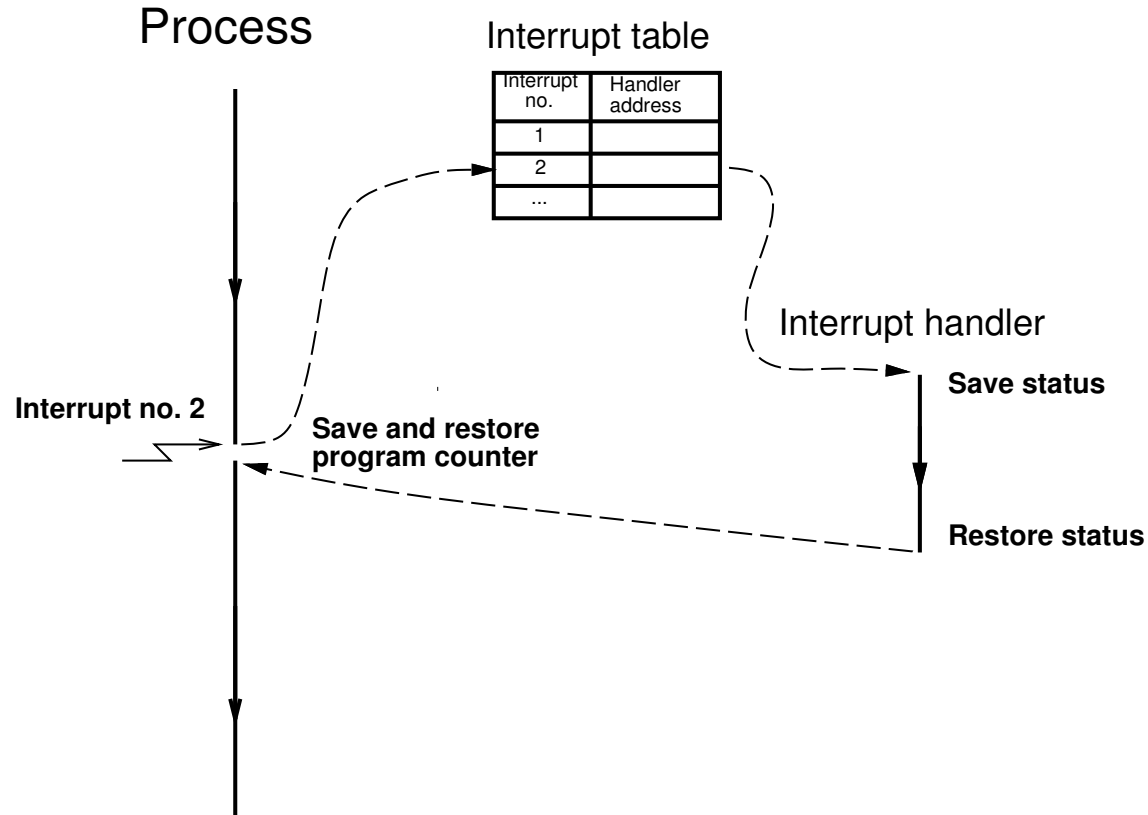 Process
Interrupt table
Interrupt no.
Handler address
1
2
...
Interrupt handler
Save status
Interrupt no. 2
Save and restore
program counter
Restore status